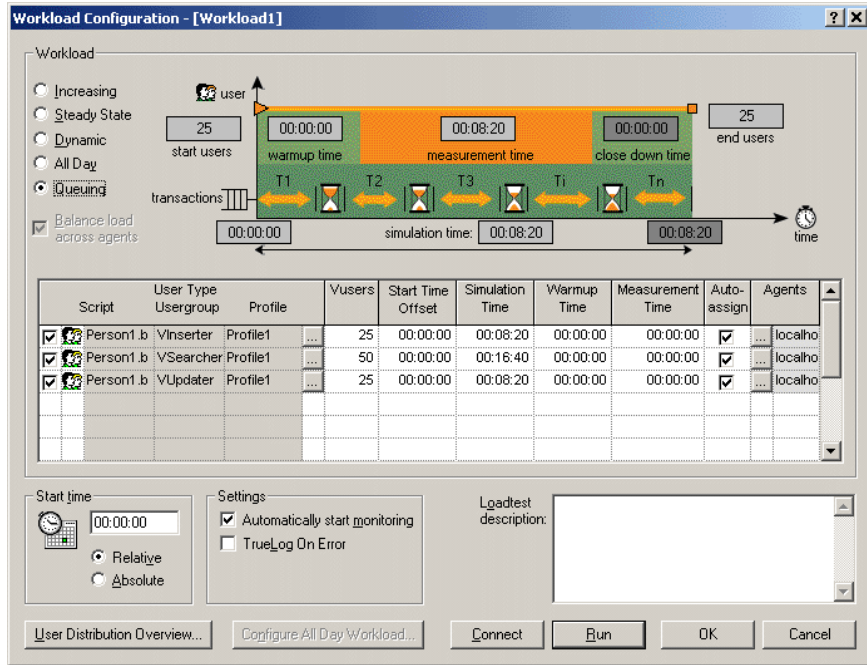 Workload Configuration - [Workload1]
Workload
Increasing
Steady State
Dynamic
All Day
Queuing
Balance load
across agents
user
25
start users
00:00:00
warmup time
00:08:20
measurement time
00:00:00
close down time
25
end users
transactions
T1
T2
T3
Ti
Tn
00:00:00
simulation time: 00:08:20
00:08:20
time
Script User Type Usergroup Profile Vusers Start Time Offset Simulation Time Warmup Time Measurement Time Auto-assign Agents
Person1.b VInserter Profile1 ... 25 00:00:00 00:08:20 00:00:00 00:00:00 ... localho
Person1.b VSearcher Profile1 ... 50 00:00:00 00:16:40 00:00:00 00:00:00 ... localho
Person1.b VUpdater Profile1 ... 25 00:00:00 00:08:20 00:00:00 00:00:00 ... localho
Start time
00:00:00
Relative
Absolute
Settings
Automatically start monitoring
TrueLog On Error
Loadtest
description:
User Distribution Overview...
Configure All Day Workload...
Connect
Run
OK
Cancel